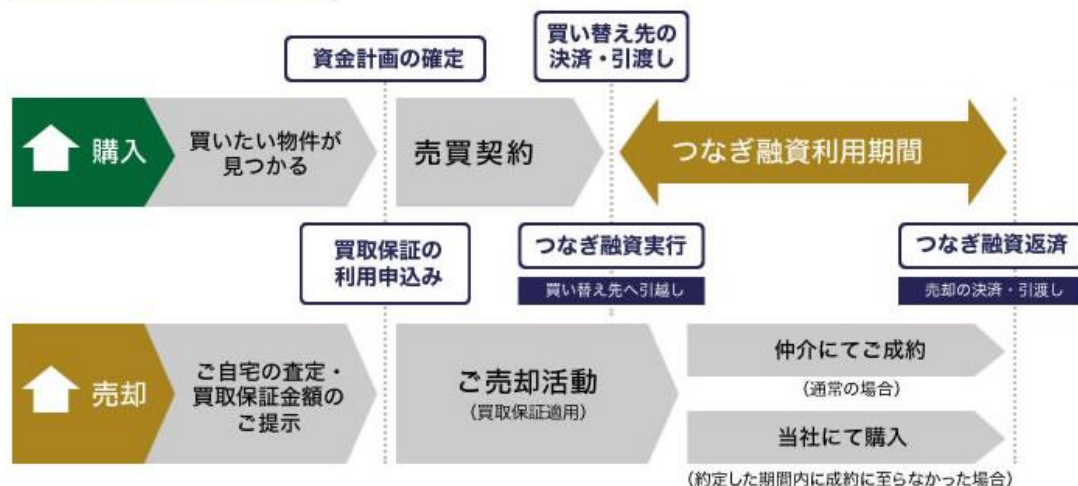 資金計画の確定
買い替え先の
決済・引渡し
購入
買いたい物件が
見つかる
売買契約
つなぎ融資利用期間
買取保証の
利用申込み
つなぎ融資実行
買い替え先へ引越し
つなぎ融資返済
売却の決済・引渡し
売却
ご自宅の査定・
買取保証金額の
ご提示
ご売却活動
(買取保証適用)
仲介にてご成約
(通常の場合)
当社にて購入
(約定した期間内に成約に至らなかった場合)